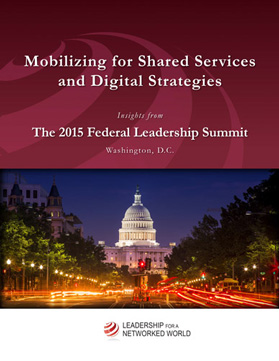 Mobilizing for Shared Services
and Digital Strategies
Insights from
The 2015 Federal Leadership Summit
Washington, D.C.
LEADERSHIP FOR A
NETWORKED WORLD